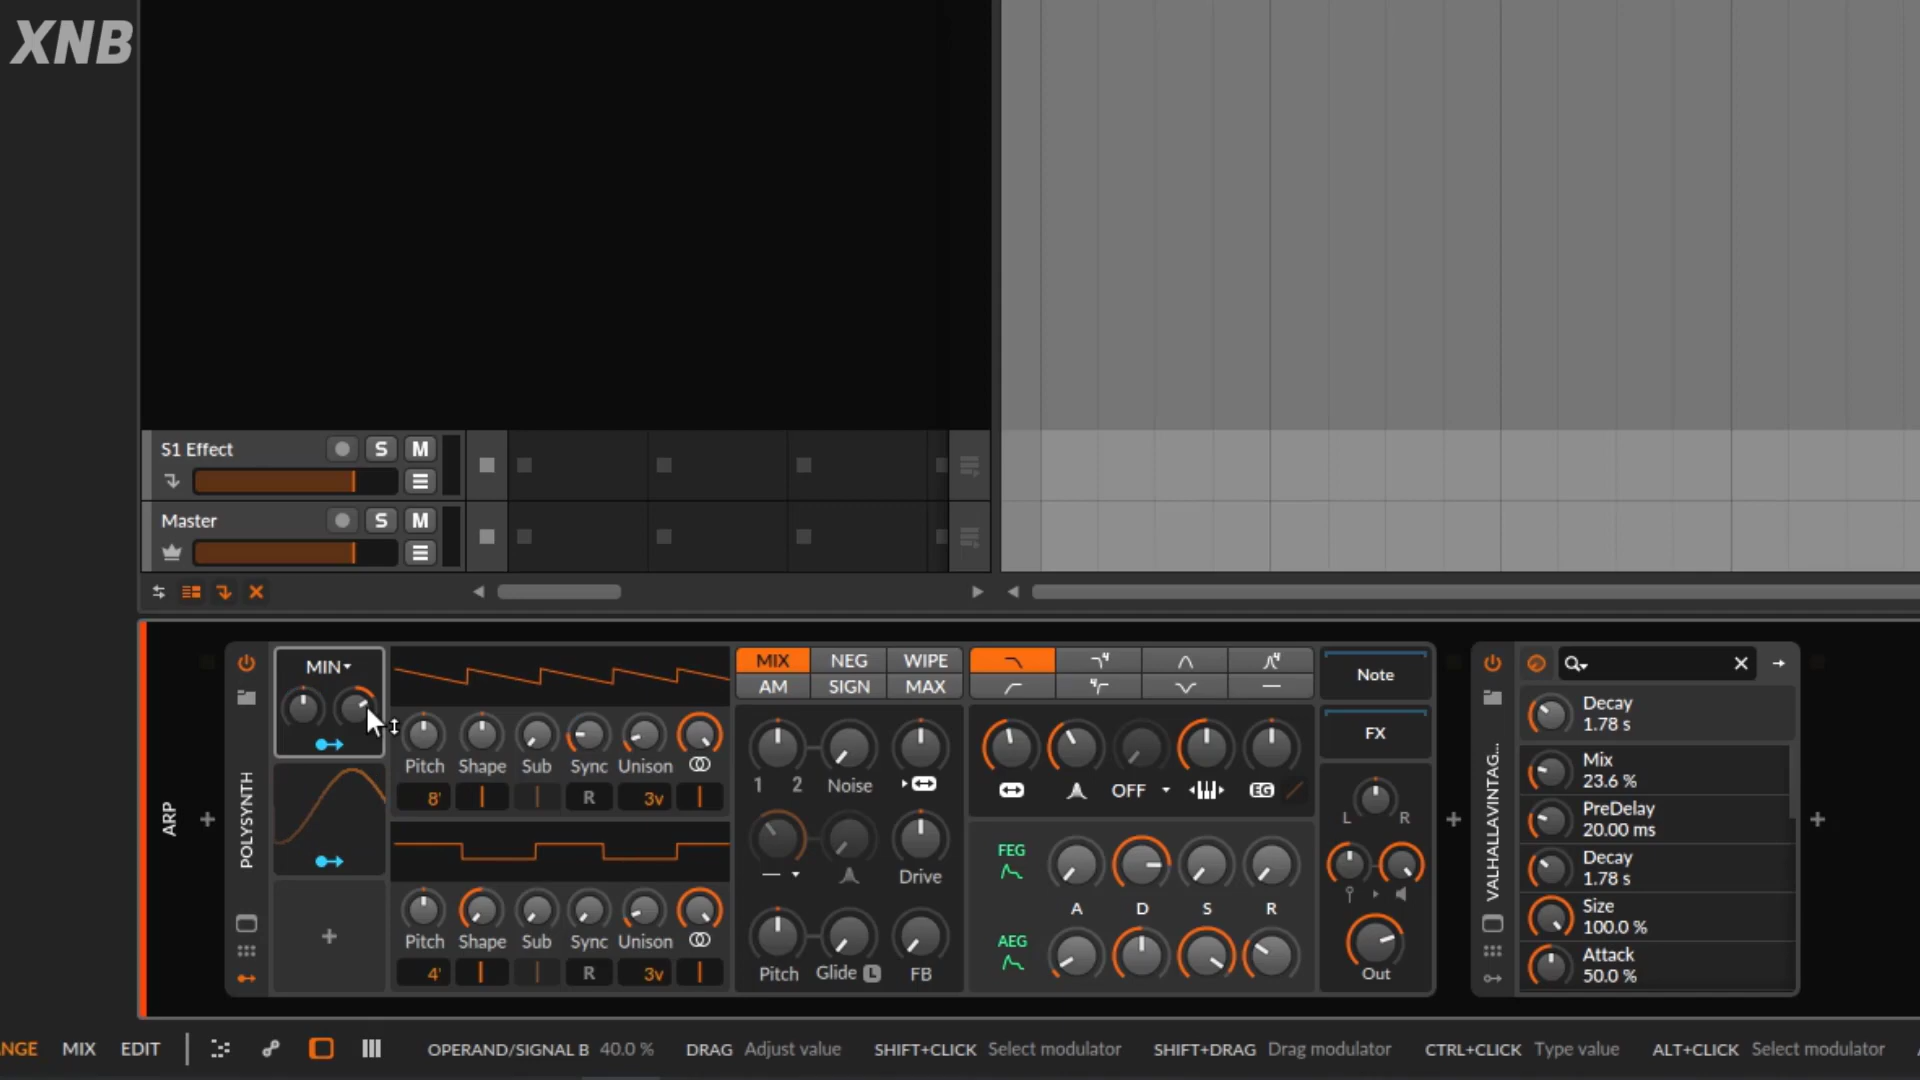 XNB
S1 Effect
S M
Master
S M
ARP
POLYSYNTH
MIN
Pitch Shape Sub Sync Unison
8' R 3v
Pitch Shape Sub Sync Unison
4' R 3v
MIX NEG WIPE
AM SIGN MAX
1 2 Noise
Drive
Pitch Glide L FB
4 4
4
OFF EG
FEG
A D S R
AEG
Note
FX
L R
Out
VALHALLAVINTAG...
Decay
1.78 s
Mix
23.6 %
PreDelay
20.00 ms
Decay
1.78 s
Size
100.0 %
Attack
50.0 %
NGE MIX EDIT OPERAND/SIGNAL B 40.0 % DRAG Adjust value SHIFT+CLICK Select modulator SHIFT+DRAG Drag modulator CTRL+CLICK Type value ALT+CLICK Select modulator